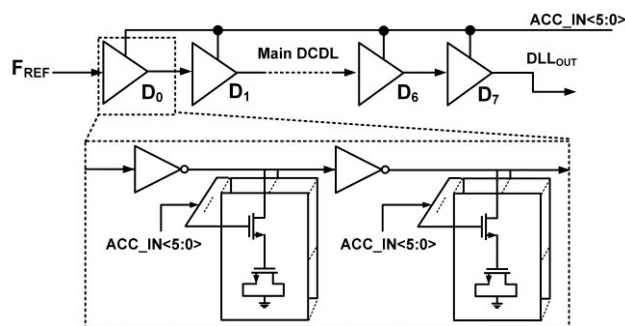 ACC_IN<5:0>
Main DCDL
DLLOUT
FREF
D0
D1
D6
D7
ACC_IN<5:0>
ACC_IN<5:0>